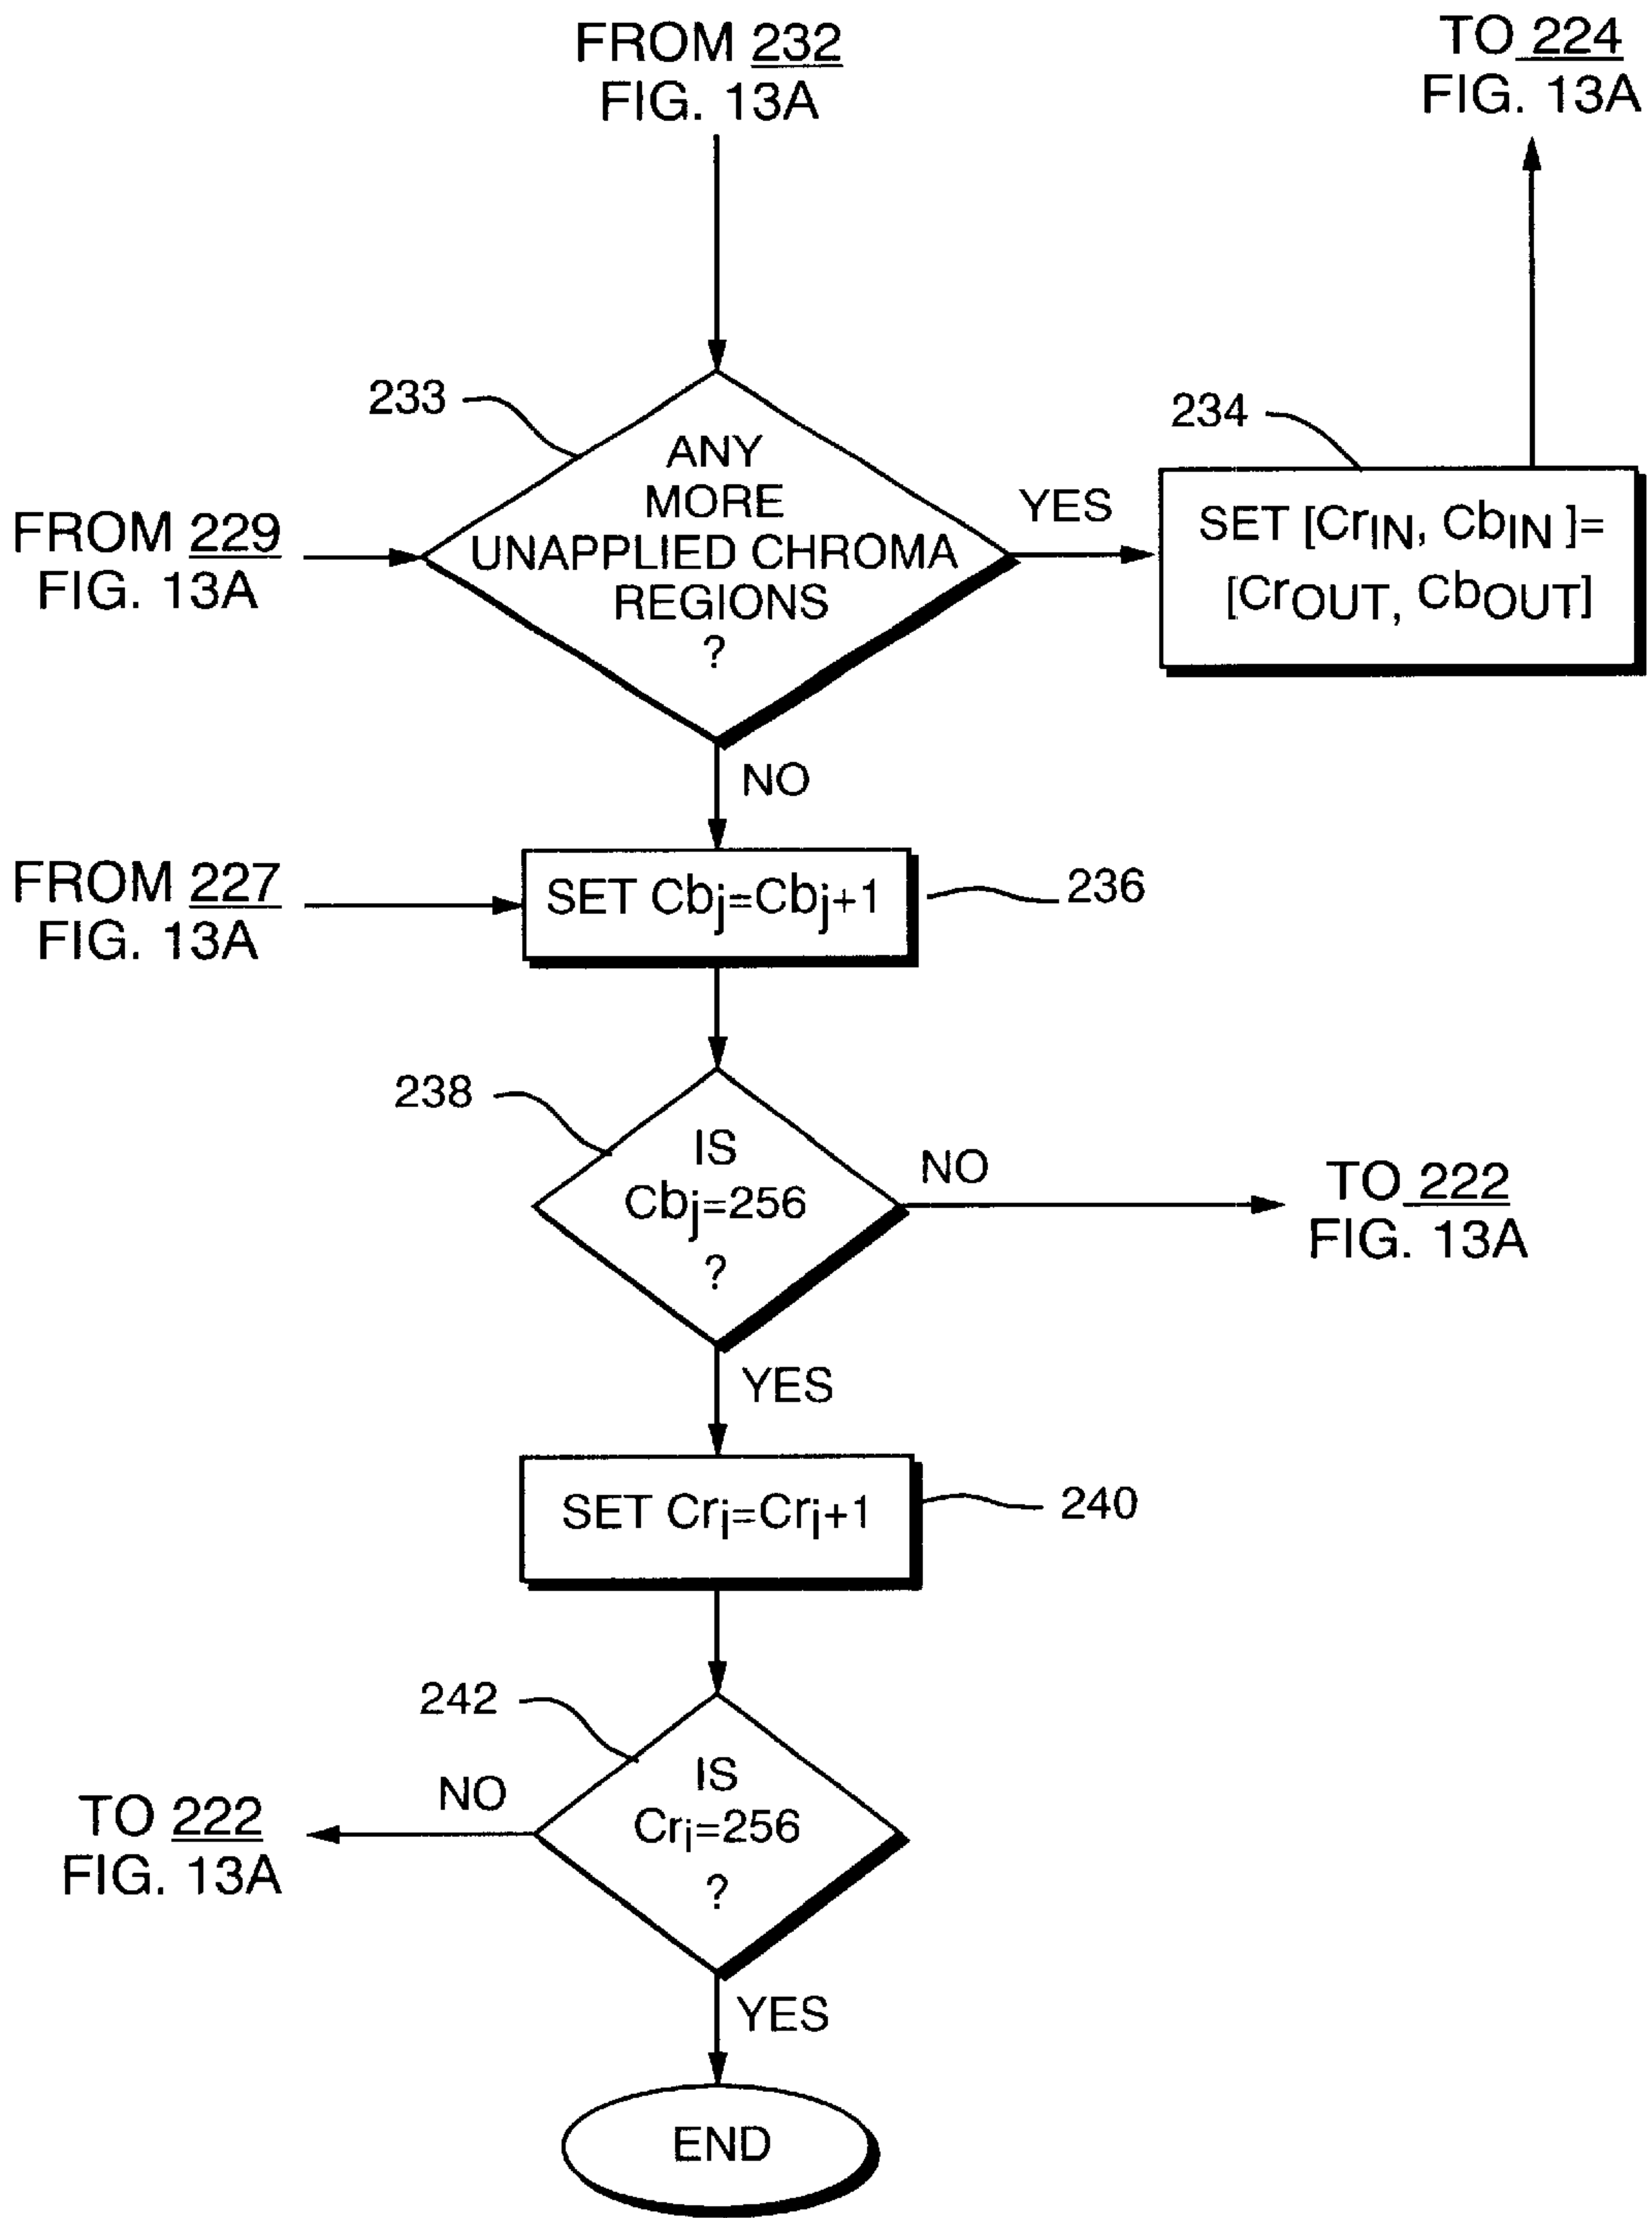 FROM 232
FIG. 13A
TO 224
FIG. 13A
233
ANY
MORE
UNAPPLIED CHROMA
REGIONS
?
YES
234
SET [CrIN, CbIN]=
[CrOUT, CbOUT]
FROM 229
FIG. 13A
NO
FROM 227
FIG. 13A
SET Cbj=Cbj+1
236
238
IS
Cbj=256
?
NO
TO 222
FIG. 13A
YES
SET Cri=Cri+1
240
242
IS
Cri=256
?
NO
TO 222
FIG. 13A
YES
END